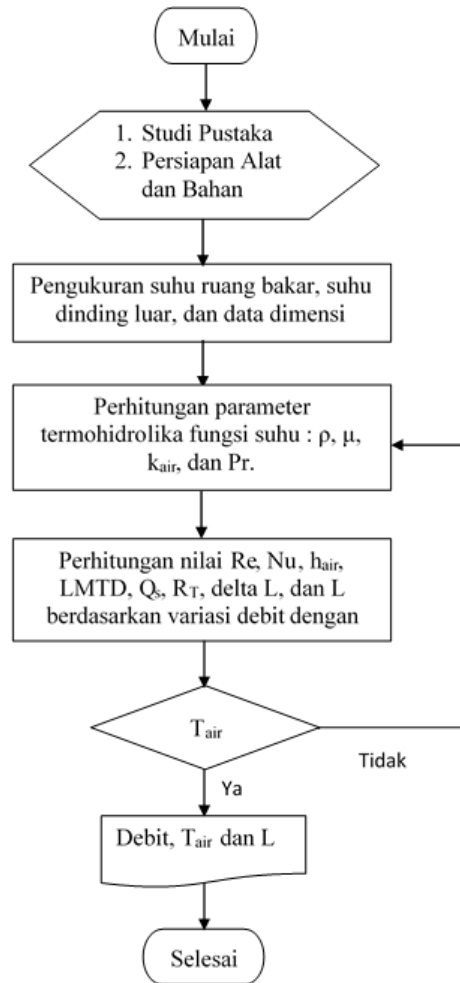 Mulai
1. Studi Pustaka
2. Persiapan Alat
dan Bahan
Pengukuran suhu ruang bakar, suhu
dinding luar, dan data dimensi
Perhitungan parameter
termohidrolika fungsi suhu : ρ, μ,
kair, dan Pr.
Perhitungan nilai Re, Nu, hair,
LMTD, Qs, RT, delta L, dan L
berdasarkan variasi debit dengan
Tair
Tidak
Ya
Debit, Tair dan L
Selesai